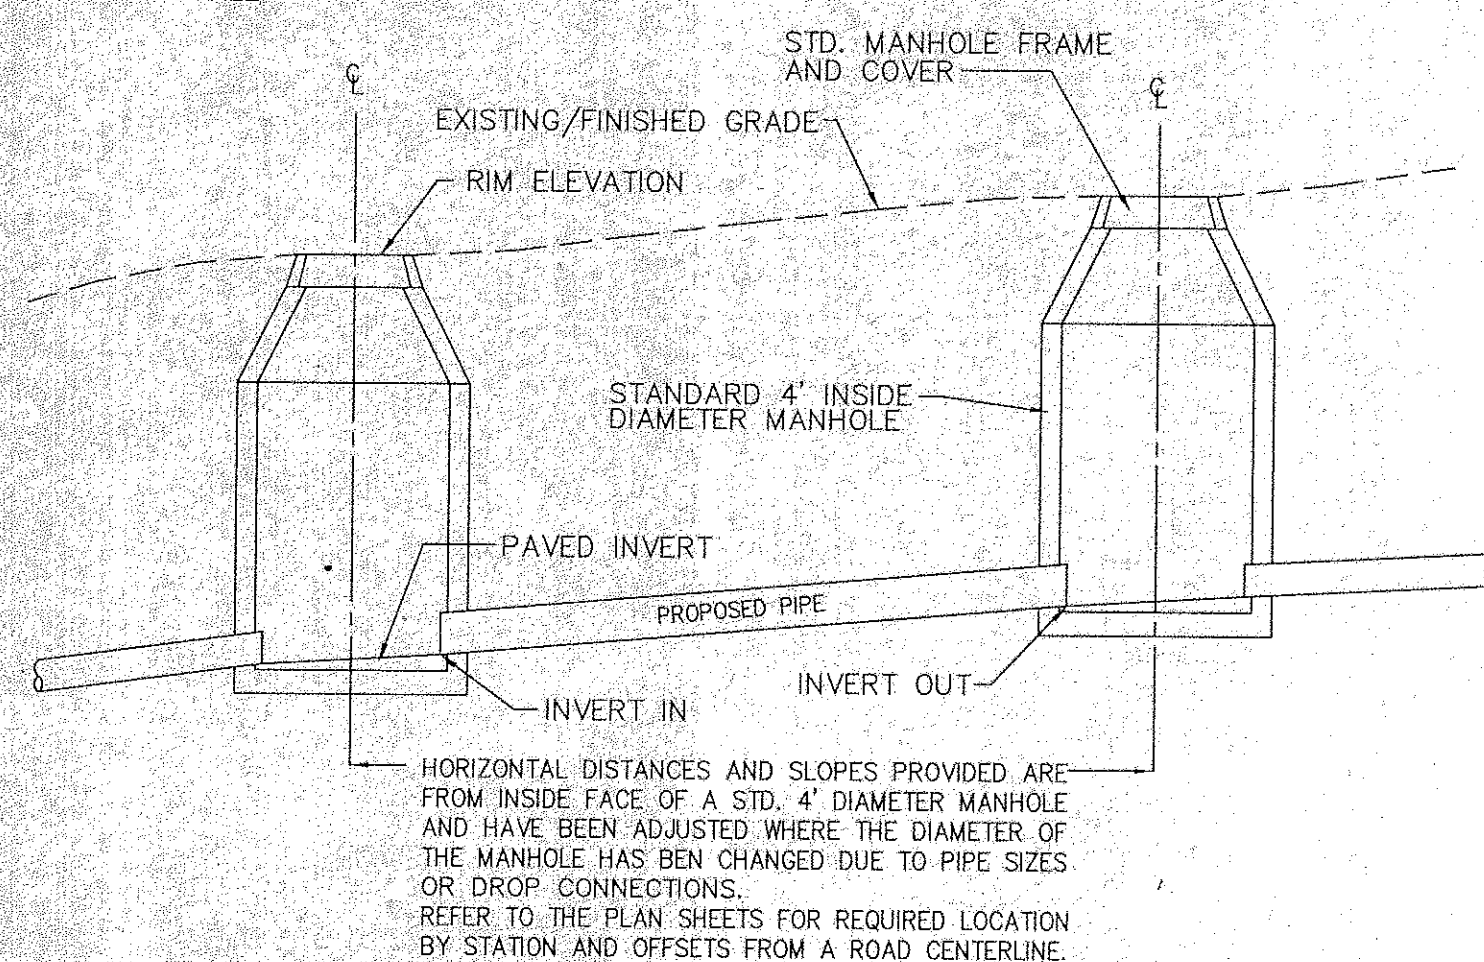 STD. MANHOLE FRAME
AND COVER
℄
℄
EXISTING/FINISHED GRADE
RIM ELEVATION
STANDARD 4' INSIDE
DIAMETER MANHOLE
PAVED INVERT
PROPOSED PIPE
INVERT OUT
INVERT IN
HORIZONTAL DISTANCES AND SLOPES PROVIDED ARE
FROM INSIDE FACE OF A STD. 4' DIAMETER MANHOLE
AND HAVE BEEN ADJUSTED WHERE THE DIAMETER OF
THE MANHOLE HAS BEN CHANGED DUE TO PIPE SIZES
OR DROP CONNECTIONS.
REFER TO THE PLAN SHEETS FOR REQUIRED LOCATION
BY STATION AND OFFSETS FROM A ROAD CENTERLINE.